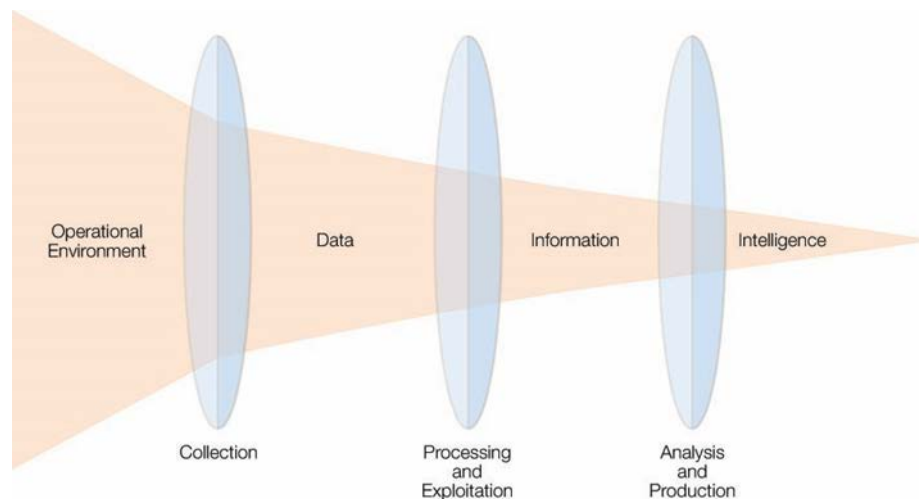 Operational
Environment
Data
Information
Intelligence
Collection
Processing
and
Exploitation
Analysis
and
Production